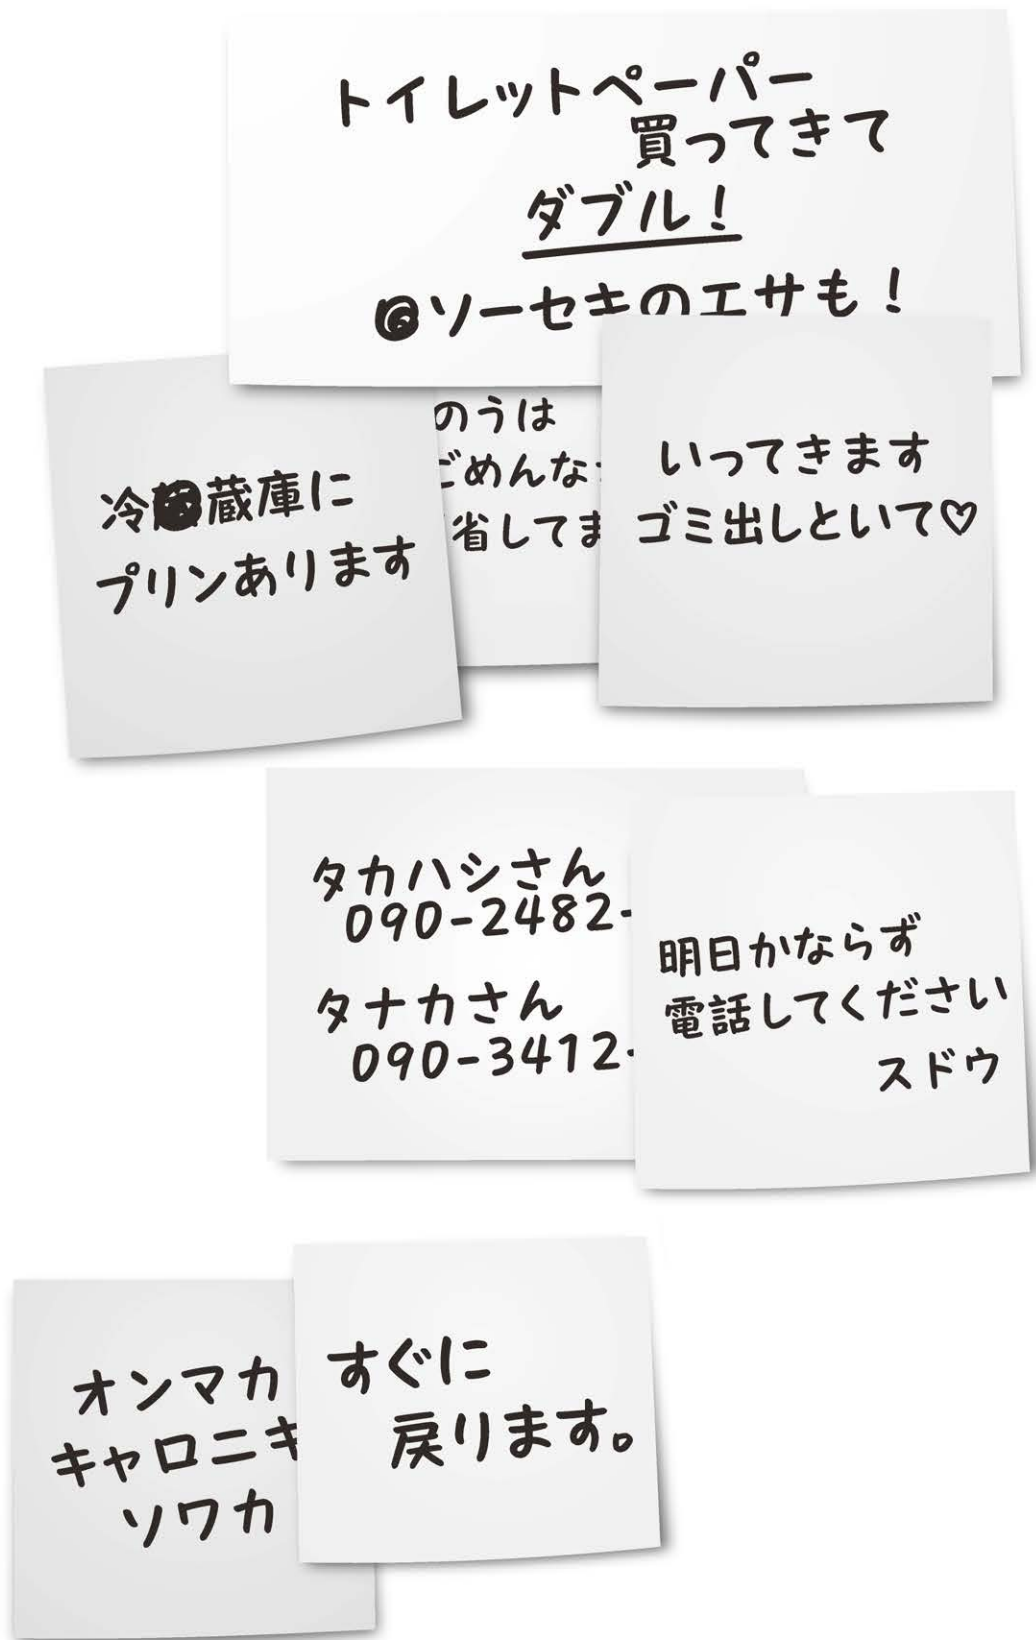 トイレットペーパー
買ってきて
ダブル！
ソーセキのエサも！
冷蔵庫に
プリンあります
のうは
ごめんな
省してま
いってきます
ゴミ出しといて♡
タカハシさん
090-2482-
タナカさん
090-3412-
明日かならず
電話してください
スドウ
オンマカ
キャロニキ
ソワカ
すぐに
戻ります。